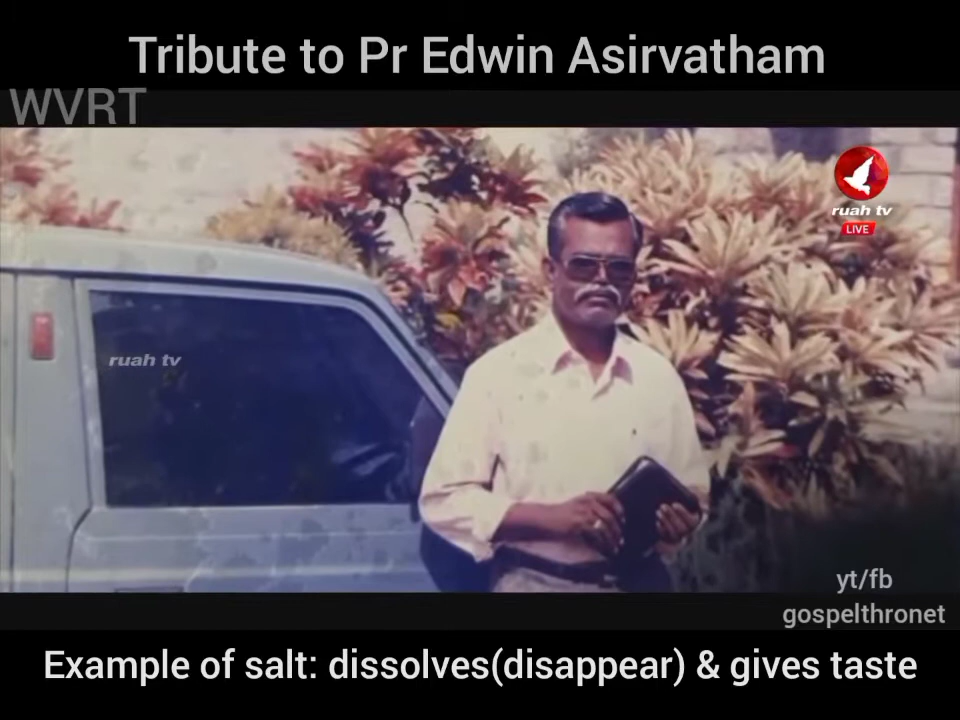 Tribute to Pr Edwin Asirvatham
WVRT
ruah tv
LIVE
ruah tv
yt/fb
gospelthronet
Example of salt: dissolves(disappear) & gives taste